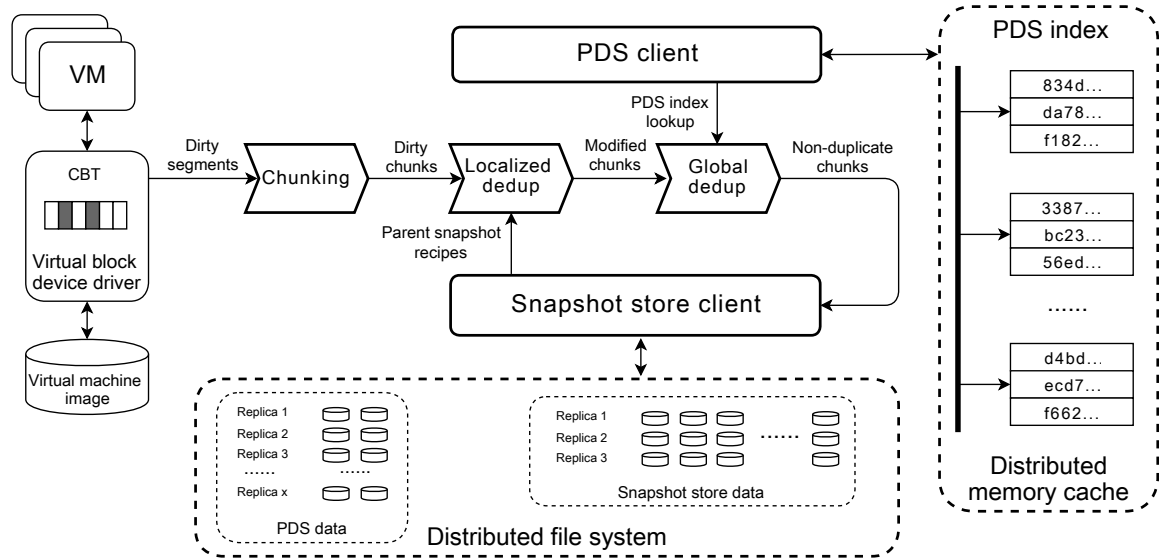 VM
CBT
Virtual block
device driver
Virtual machine
image
Dirty
segments
Chunking
Dirty
chunks
Localized
dedup
Modified
chunks
Global
dedup
Non-duplicate
chunks
PDS client
PDS index
lookup
Parent snapshot
recipes
Snapshot store client
Replica 1
Replica 2
Replica 3
......
......
Replica x
PDS data
Replica 1
Replica 2
Replica 3
......
Snapshot store data
Distributed file system
PDS index
834d...
da78...
f182...
3387...
bc23...
56ed...
......
d4bd...
ecd7...
f662...
Distributed
memory cache